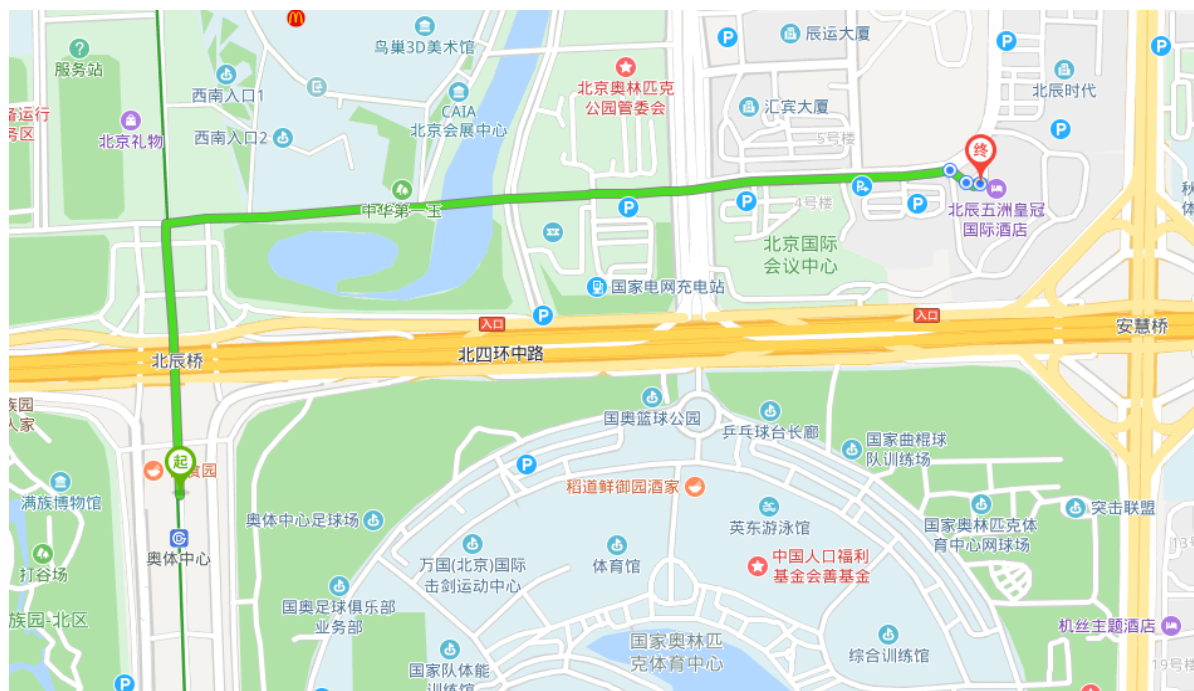 P
辰运大厦
P
P
鸟巢3D美术馆
?
服务站
西南入口1
北京奥林匹克
公园管委会
北辰时代
CAIA
北京会展中心
汇宾大厦
备运行
务区
北京礼物
西南入口2
5号楼
P
终
中华第一玉
P
P
4号楼
P
P
北辰五洲皇冠
国际酒店
秋
体
北京国际
会议中心
国家电网充电站
P
入口
入口
安慧桥
北辰桥
北四环中路
族园
人家
国奥篮球公园
乒乓球台长廊
国家曲棍球
队训练场
起
食园
P
满族博物馆
稻道鲜御园酒家
奥体中心足球场
英东游泳馆
国家奥林匹克体
育中心网球场
突击联盟
奥体中心
打谷场
万国(北京)国际
击剑运动中心
体育馆
中国人口福利
基金会善基金
13号
国奥足球俱乐部
业务部
族园-北区
机丝主题酒店
国家奥林匹
克体育中心
综合训练馆
19号楼
国家队体能
训练馆
P